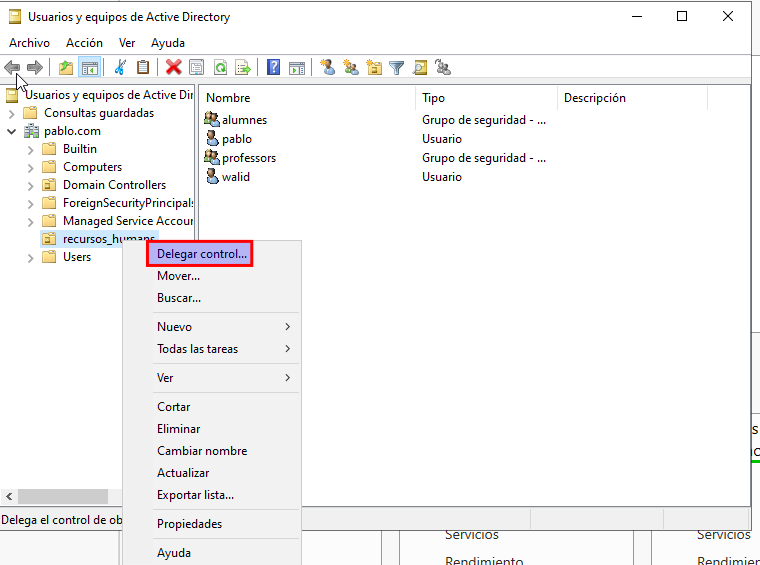 Usuarios y equipos de Active Directory
Archivo Acción Ver Ayuda
Usuarios y equipos de Active Dir
Consultas guardadas
pablo.com
Builtin
Computers
Domain Controllers
ForeignSecurityPrincipals
Managed Service Accour
recursos_humans
Users
Nombre Tipo Descripción
alumnes Grupo de seguridad - ...
pablo Usuario
professors Grupo de seguridad - ...
walid Usuario
Delegar control...
Mover...
Buscar...
Nuevo
Todas las tareas
Ver
Cortar
Eliminar
Cambiar nombre
Actualizar
Exportar lista...
Propiedades
Ayuda
Delega el control de ob
Servicios Servicios
Rendimiento Rendimien